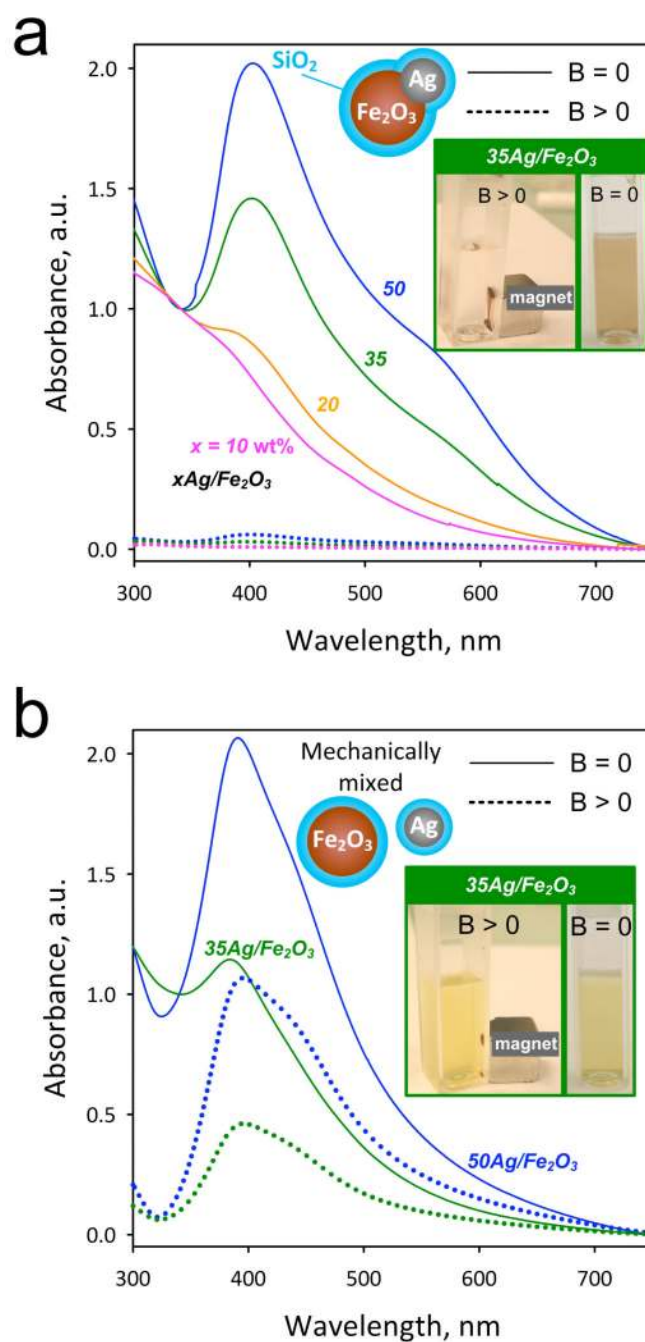 a
2.0
1.5
1.0
0.5
0.0
Absorbance, a.u.
300 400 500 600 700
Wavelength, nm
SiO₂
Ag
Fe₂O₃
B = 0
B > 0
35Ag/Fe₂O₃
B > 0
B = 0
magnet
50
35
20
x = 10 wt%
xAg/Fe₂O₃
b
2.0
1.5
1.0
0.5
0.0
Absorbance, a.u.
300 400 500 600 700
Wavelength, nm
Mechanically
mixed
Fe₂O₃
Ag
B = 0
B > 0
35Ag/Fe₂O₃
B > 0
B = 0
magnet
35Ag/Fe₂O₃
50Ag/Fe₂O₃